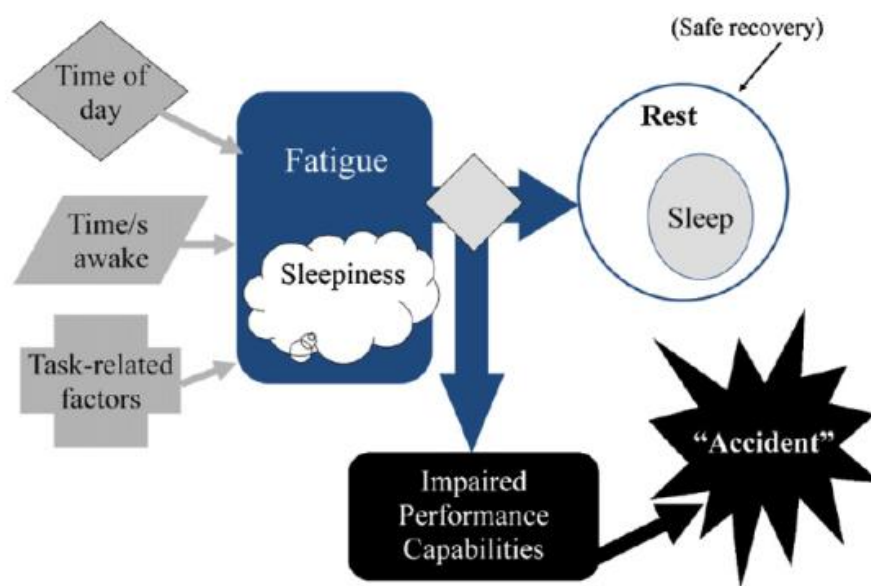 (Safe recovery)
Time of
day
Fatigue
Rest
Time/s
awake
Sleepiness
Sleep
Task-related
factors
“Accident”
Impaired
Performance
Capabilities